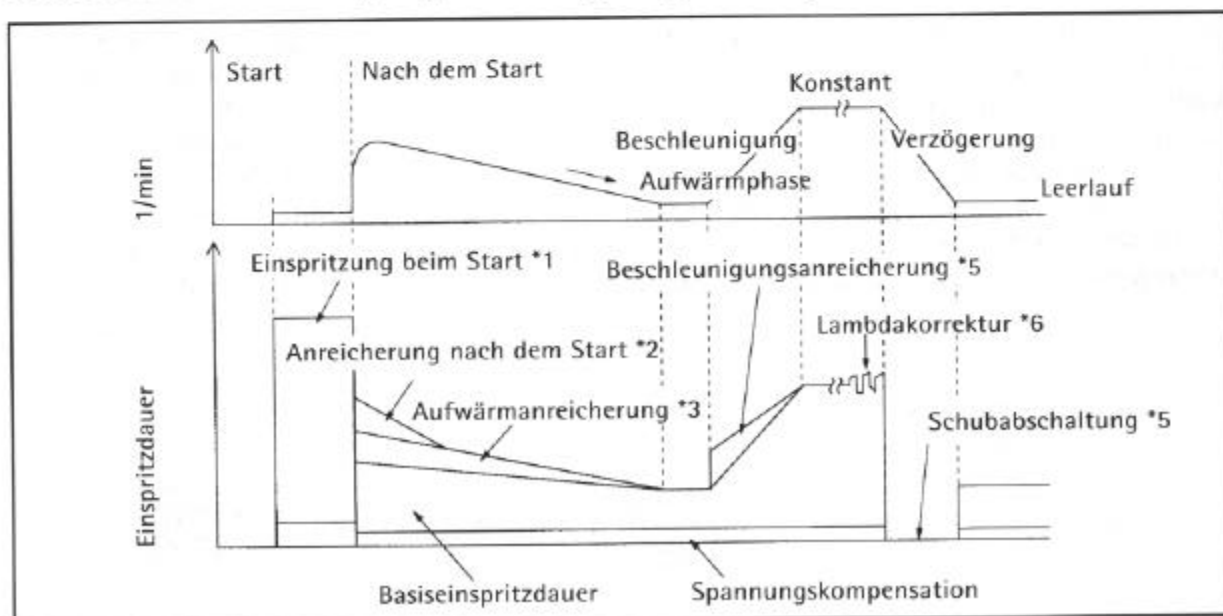 Start
Nach dem Start
Konstant
Beschleunigung
Verzögerung
Aufwärmphase
Leerlauf
1/min
Einspritzung beim Start *1
Beschleunigungsanreicherung *5
Lambdakorrektur *6
Anreicherung nach dem Start *2
Aufwärmanreicherung *3
Schubabschaltung *5
Einspritzdauer
Basiseinspritzdauer
Spannungskompensation